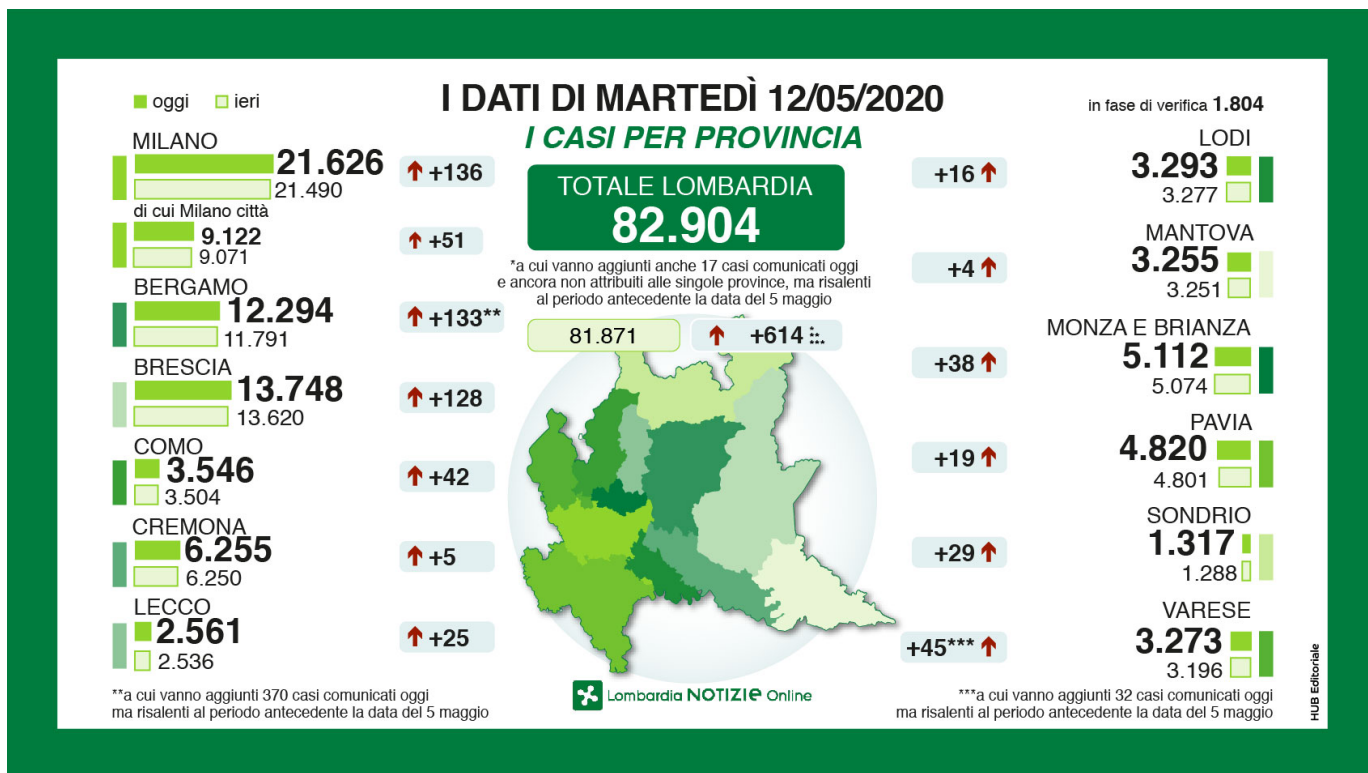 I DATI DI MARTEDÌ 12/05/2020
I CASI PER PROVINCIA
oggi ieri
in fase di verifica 1.804
MILANO
21.626
21.490
+136
di cui Milano città
9.122
9.071
+51
BERGAMO
12.294
11.791
+133**
BRESCIA
13.748
13.620
+128
COMO
3.546
3.504
+42
CREMONA
6.255
6.250
+5
LECCO
2.561
2.536
+25
**a cui vanno aggiunti 370 casi comunicati oggi
ma risalenti al periodo antecedente la data del 5 maggio
TOTALE LOMBARDIA
82.904
*a cui vanno aggiunti anche 17 casi comunicati oggi
e ancora non attribuiti alle singole province, ma risalenti
al periodo antecedente la data del 5 maggio
81.871
+614
Lombardia NOTIZIE Online
LODI
3.293
3.277
+16
MANTOVA
3.255
3.251
+4
MONZA E BRIANZA
5.112
5.074
+38
PAVIA
4.820
4.801
+19
SONDRIO
1.317
1.288
+29
VARESE
3.273
3.196
+45***
***a cui vanno aggiunti 32 casi comunicati oggi
ma risalenti al periodo antecedente la data del 5 maggio
HUB Editoriale